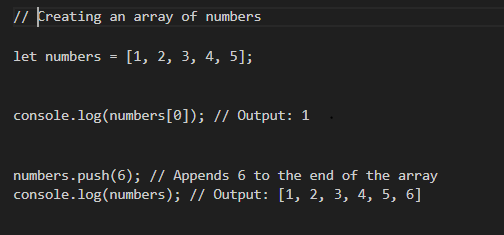 // Creating an array of numbers
let numbers = [1, 2, 3, 4, 5];
console.log(numbers[0]); // Output: 1
numbers.push(6); // Appends 6 to the end of the array
console.log(numbers); // Output: [1, 2, 3, 4, 5, 6]